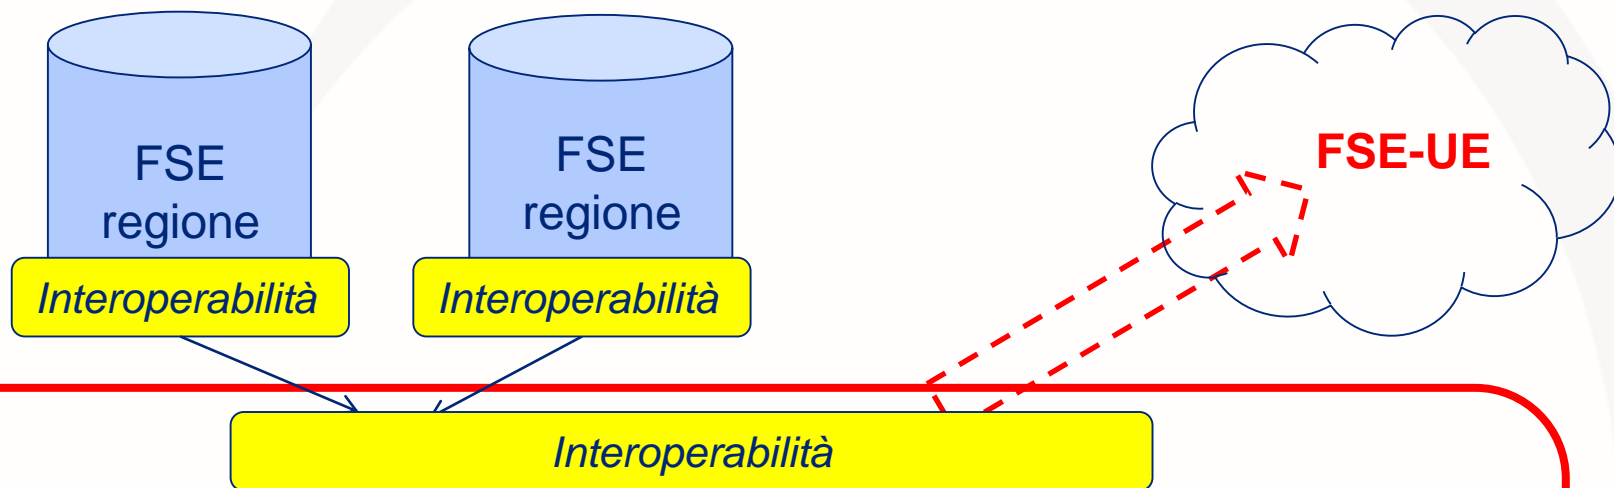 FSE
regione
FSE
regione
FSE-UE
Interoperabilità
Interoperabilità
Interoperabilità